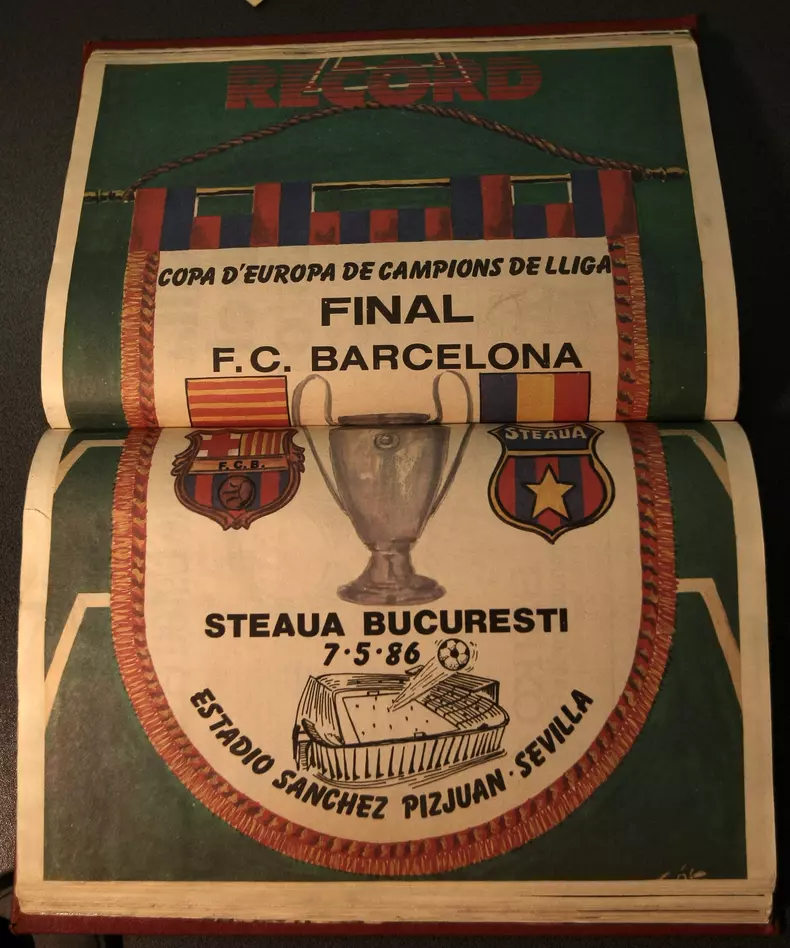 RECORD
COPA D'EUROPA DE CAMPIONS DE LLIGA
FINAL
F.C. BARCELONA
F.C.B.
STEAUA
STEAUA BUCURESTI
7·5·86
ESTADIO SANCHEZ PIZJUAN·SEVILLA